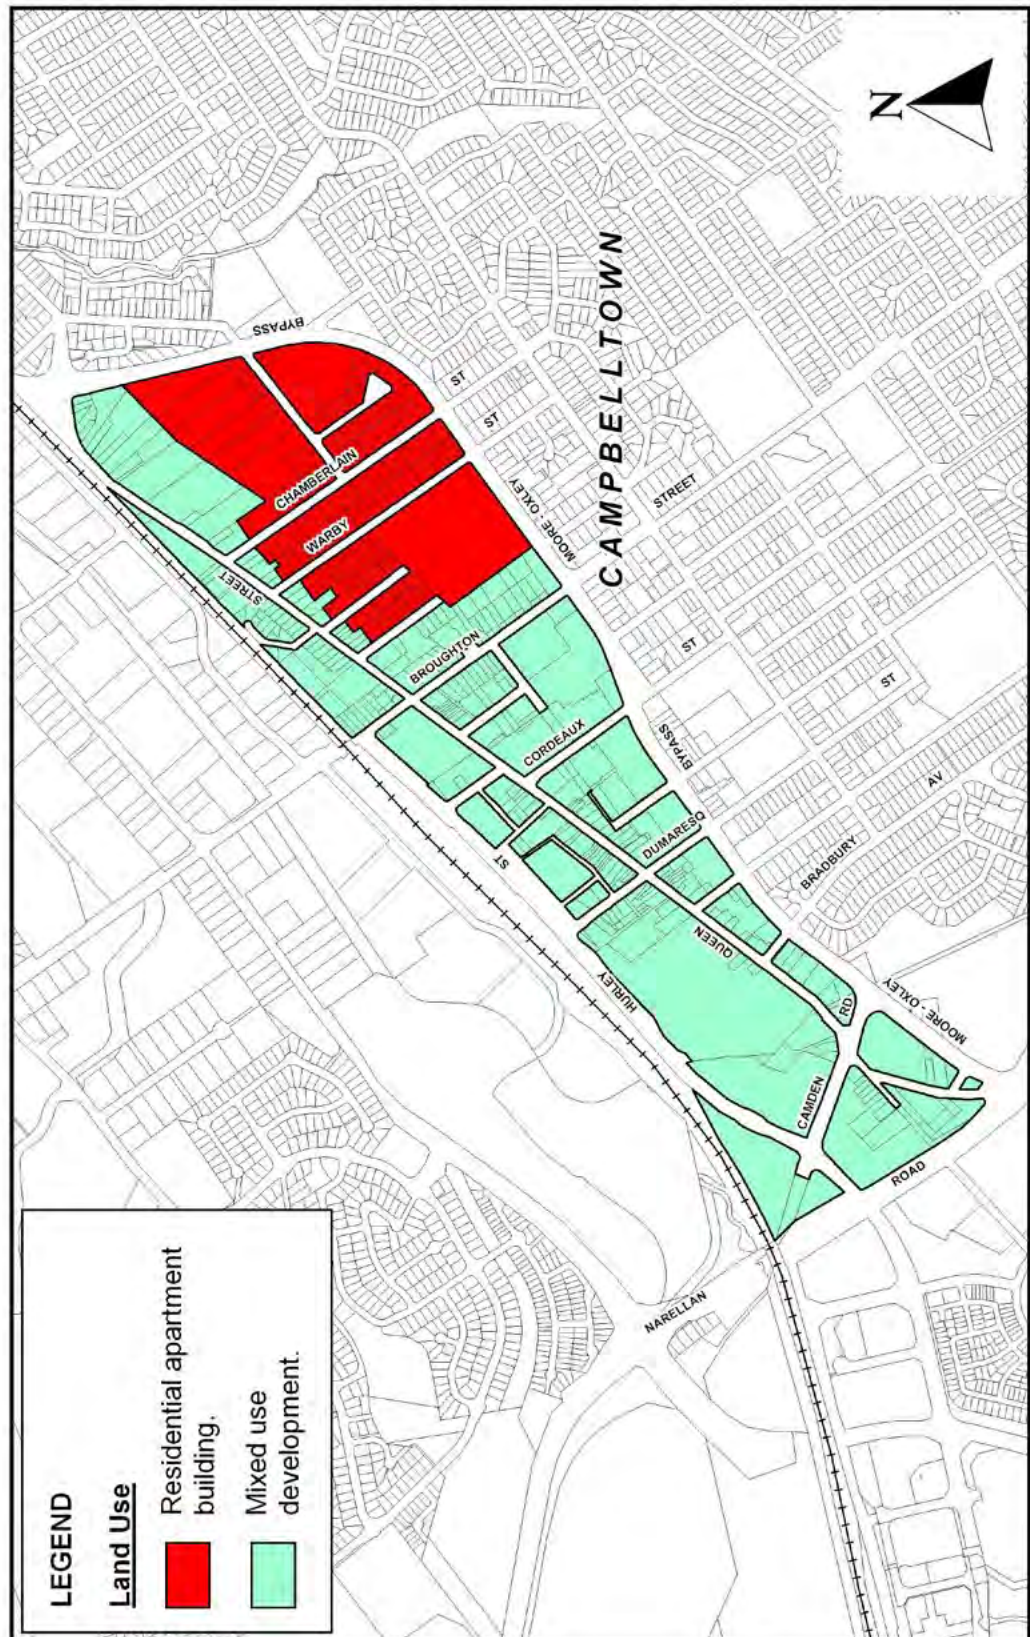 LEGEND
Land Use
Residential apartment
building.
Mixed use
development.
N
CAMPBELLTOWN
BYPASS
ST
ST
MOORE - OXLEY
STREET
CHAMBERLAIN
WARBY
STREET
BROUGHTON
CORDEAUX
ST
ST
BYPASS
DUMARESQ
ST
BRADBURY
AV
QUEEN
HURLEY
RD
MOORE - OXLEY
CAMDEN
ROAD
NARELLAN